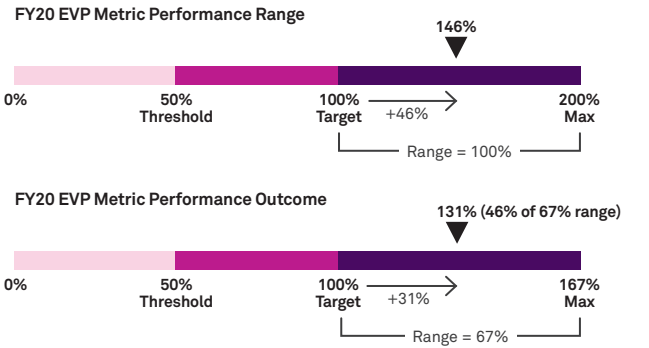 FY20 EVP Metric Performance Range
146%
0% 50% 100% 200%
Threshold Target +46% Max
Range = 100%
FY20 EVP Metric Performance Outcome
131% (46% of 67% range)
0% 50% 100% 167%
Threshold Target +31% Max
Range = 67%